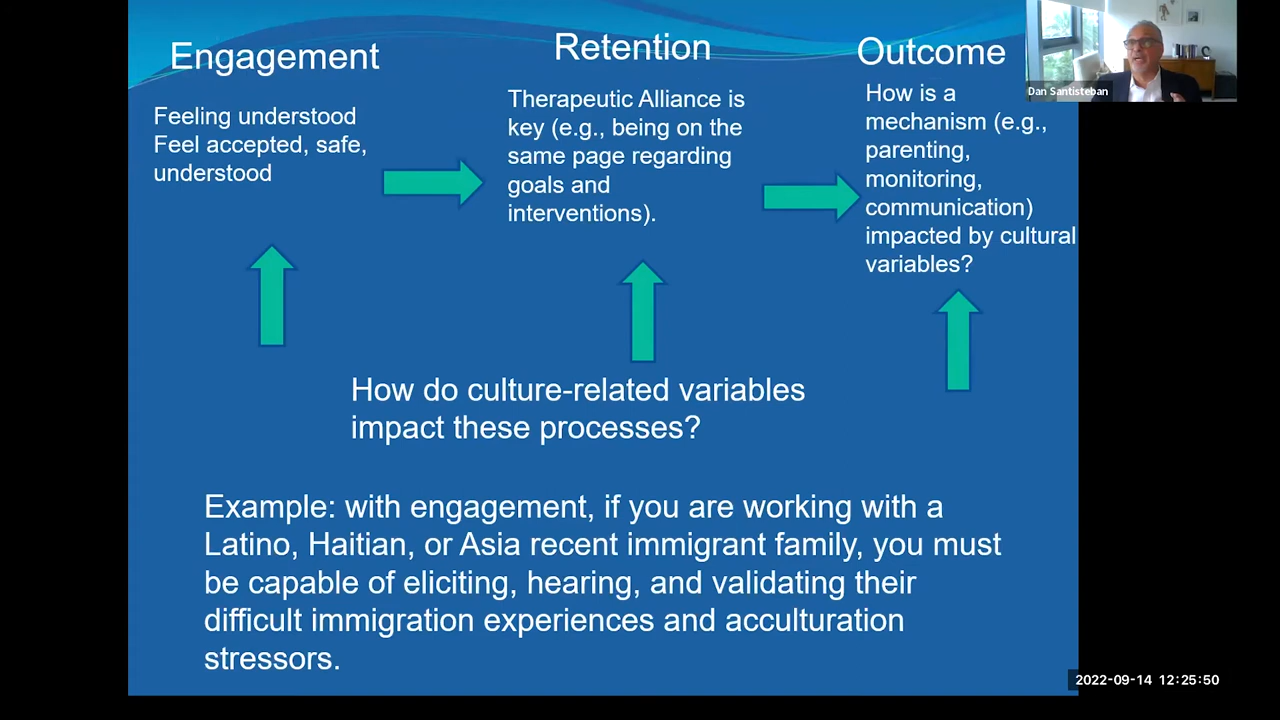 Engagement
Feeling understood
Feel accepted, safe,
understood
Retention
Therapeutic Alliance is
key (e.g., being on the
same page regarding
goals and
interventions).
Outcome
How is a
mechanism (e.g.,
parenting,
monitoring,
communication)
impacted by cultural
variables?
Dan Santisteban
How do culture-related variables
impact these processes?
Example: with engagement, if you are working with a
Latino, Haitian, or Asia recent immigrant family, you must
be capable of eliciting, hearing, and validating their
difficult immigration experiences and acculturation
stressors.
2022-09-14 12:25:50